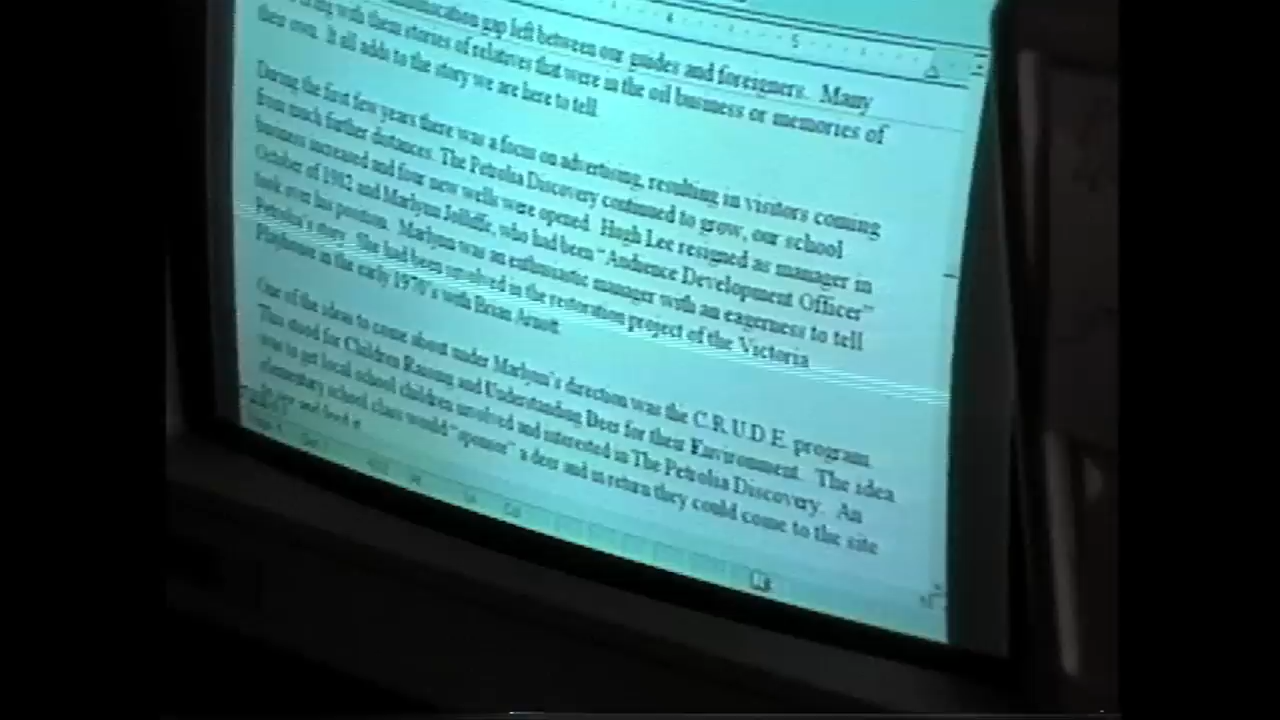 4 5
gap left between our guides and foreigners. Many
with them stories of relatives that were in the oil business or memories of
their own. It all adds to the story we are here to tell.
During the first few years there was a focus on advertising, resulting in visitors coming
from much further distances. The Petrolia Discovery continued to grow, our school
business increased and four new wells were opened. Hugh Lee resigned as manager in
October of 1982 and Marlynn Jolliffe, who had been "Audience Development Officer"
took over his position. Marlynn was an enthusiastic manager with an eagerness to tell
Petrolia's story. She had been involved in the restoration project of the Victoria
Playhouse in the early 1970's with Brian Arnott.
One of the ideas to come about under Marlynn's direction was the C.R.U.D.E. program.
This stood for Children Raising and Understanding Deer for their Environment. The idea
was to get local school children involved and interested in The Petrolia Discovery. An
elementary school class would "sponsor" a deer and in return they could come to the site
and feed it